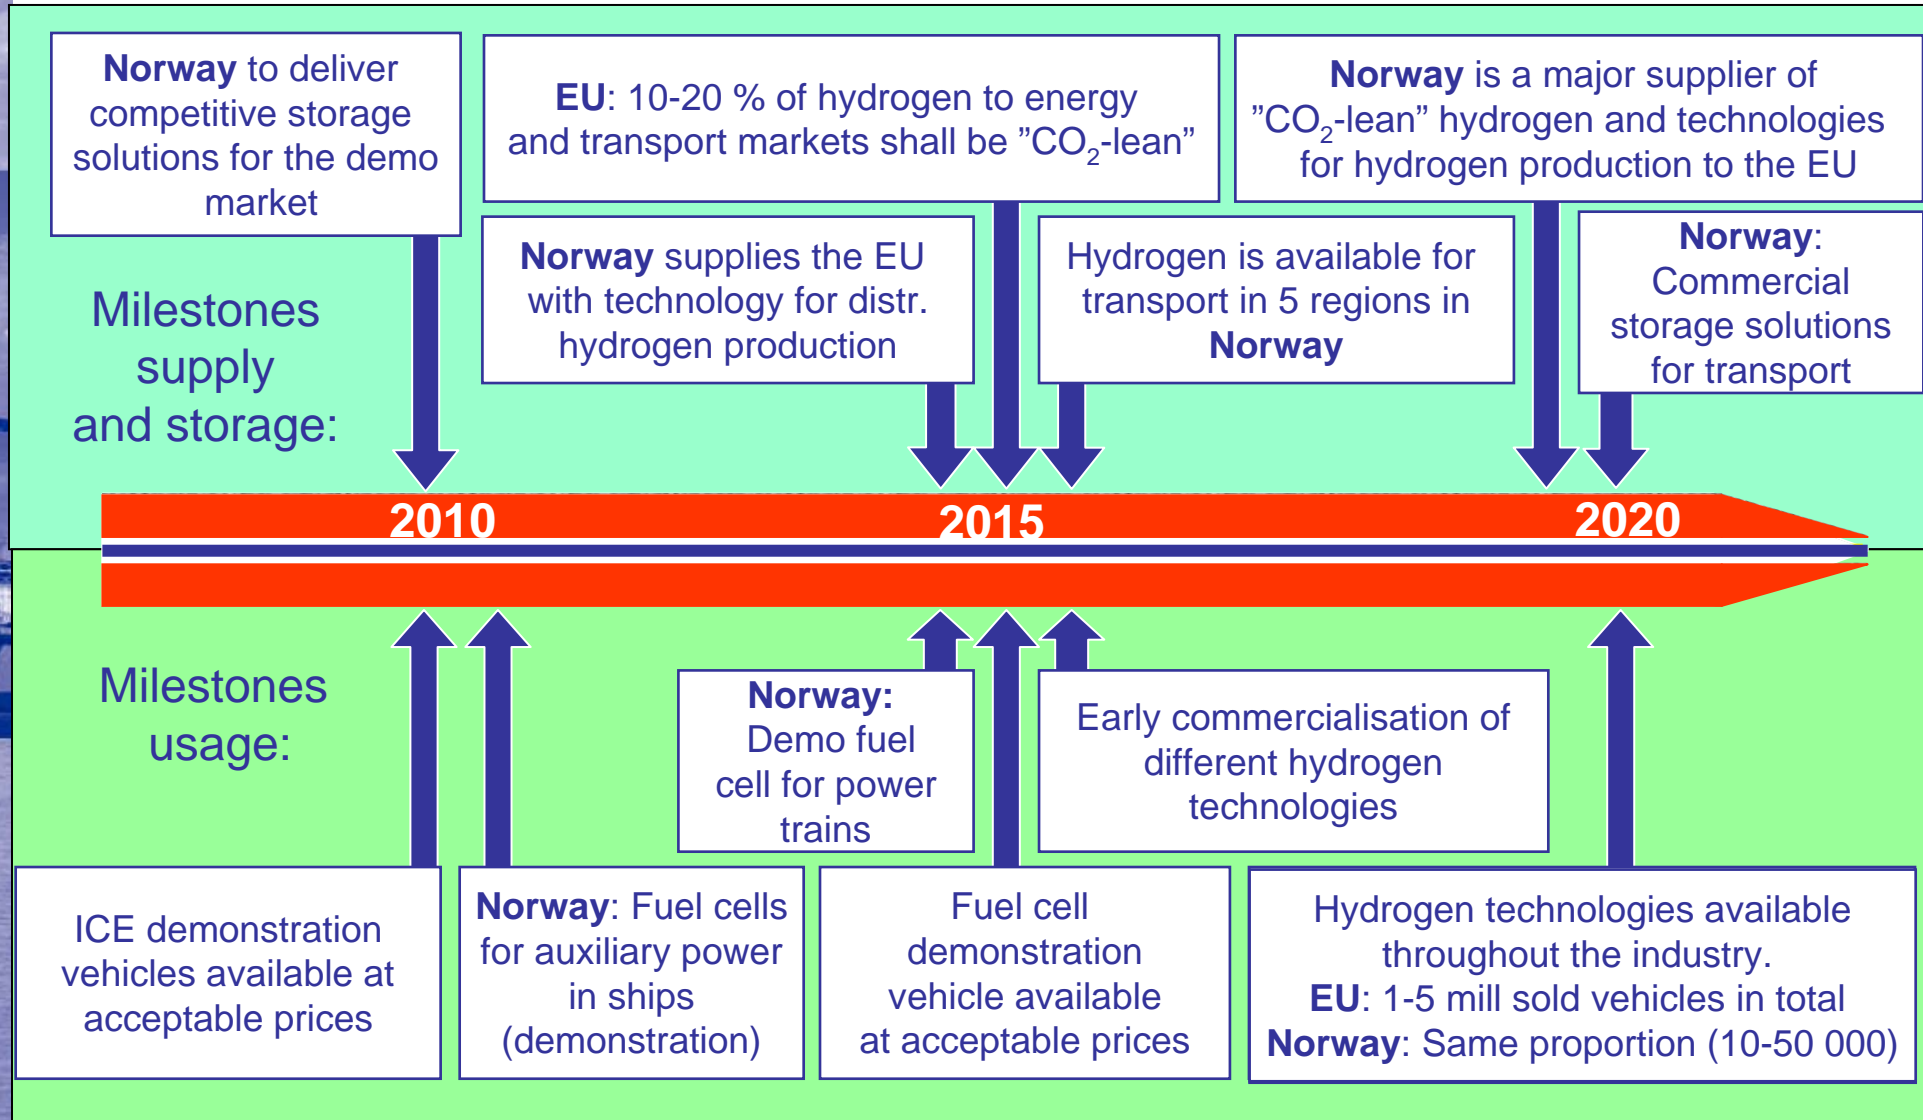 Norway to deliver
competitive storage
solutions for the demo
market
EU: 10-20 % of hydrogen to energy
and transport markets shall be ”CO₂-lean”
Norway is a major supplier of
”CO₂-lean” hydrogen and technologies
for hydrogen production to the EU
Norway supplies the EU
with technology for distr.
hydrogen production
Hydrogen is available for
transport in 5 regions in
Norway
Norway:
Commercial
storage solutions
for transport
Milestones
supply
and storage:
2010
2015
2020
Milestones
usage:
Norway:
Demo fuel
cell for power
trains
Early commercialisation of
different hydrogen
technologies
ICE demonstration
vehicles available at
acceptable prices
Norway: Fuel cells
for auxiliary power
in ships
(demonstration)
Fuel cell
demonstration
vehicle available
at acceptable prices
Hydrogen technologies available
throughout the industry.
EU: 1-5 mill sold vehicles in total
Norway: Same proportion (10-50 000)